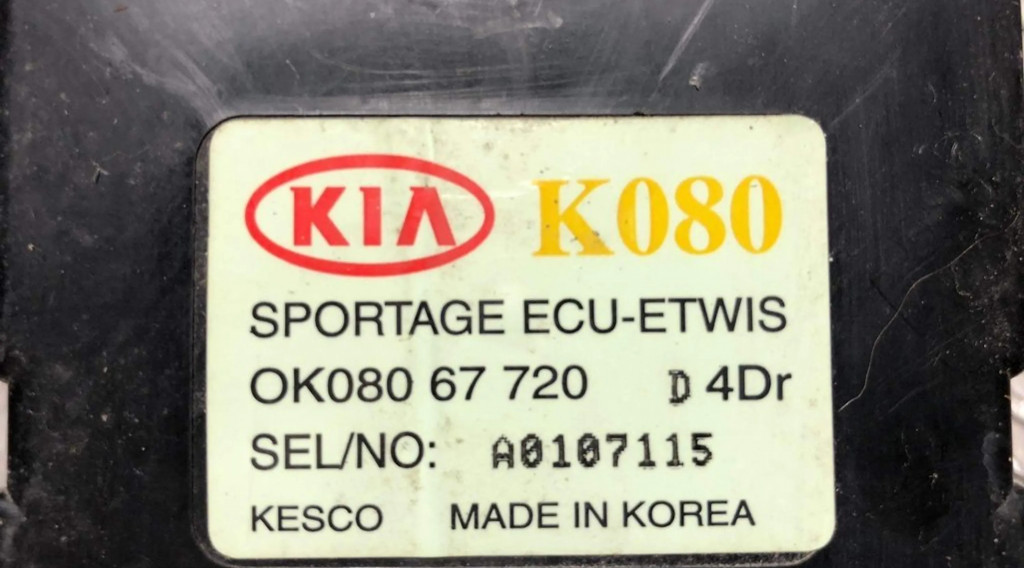 KIA K080
SPORTAGE ECU-ETWIS
OK080 67 720 D 4Dr
SEL/NO: A0107115
KESCO MADE IN KOREA